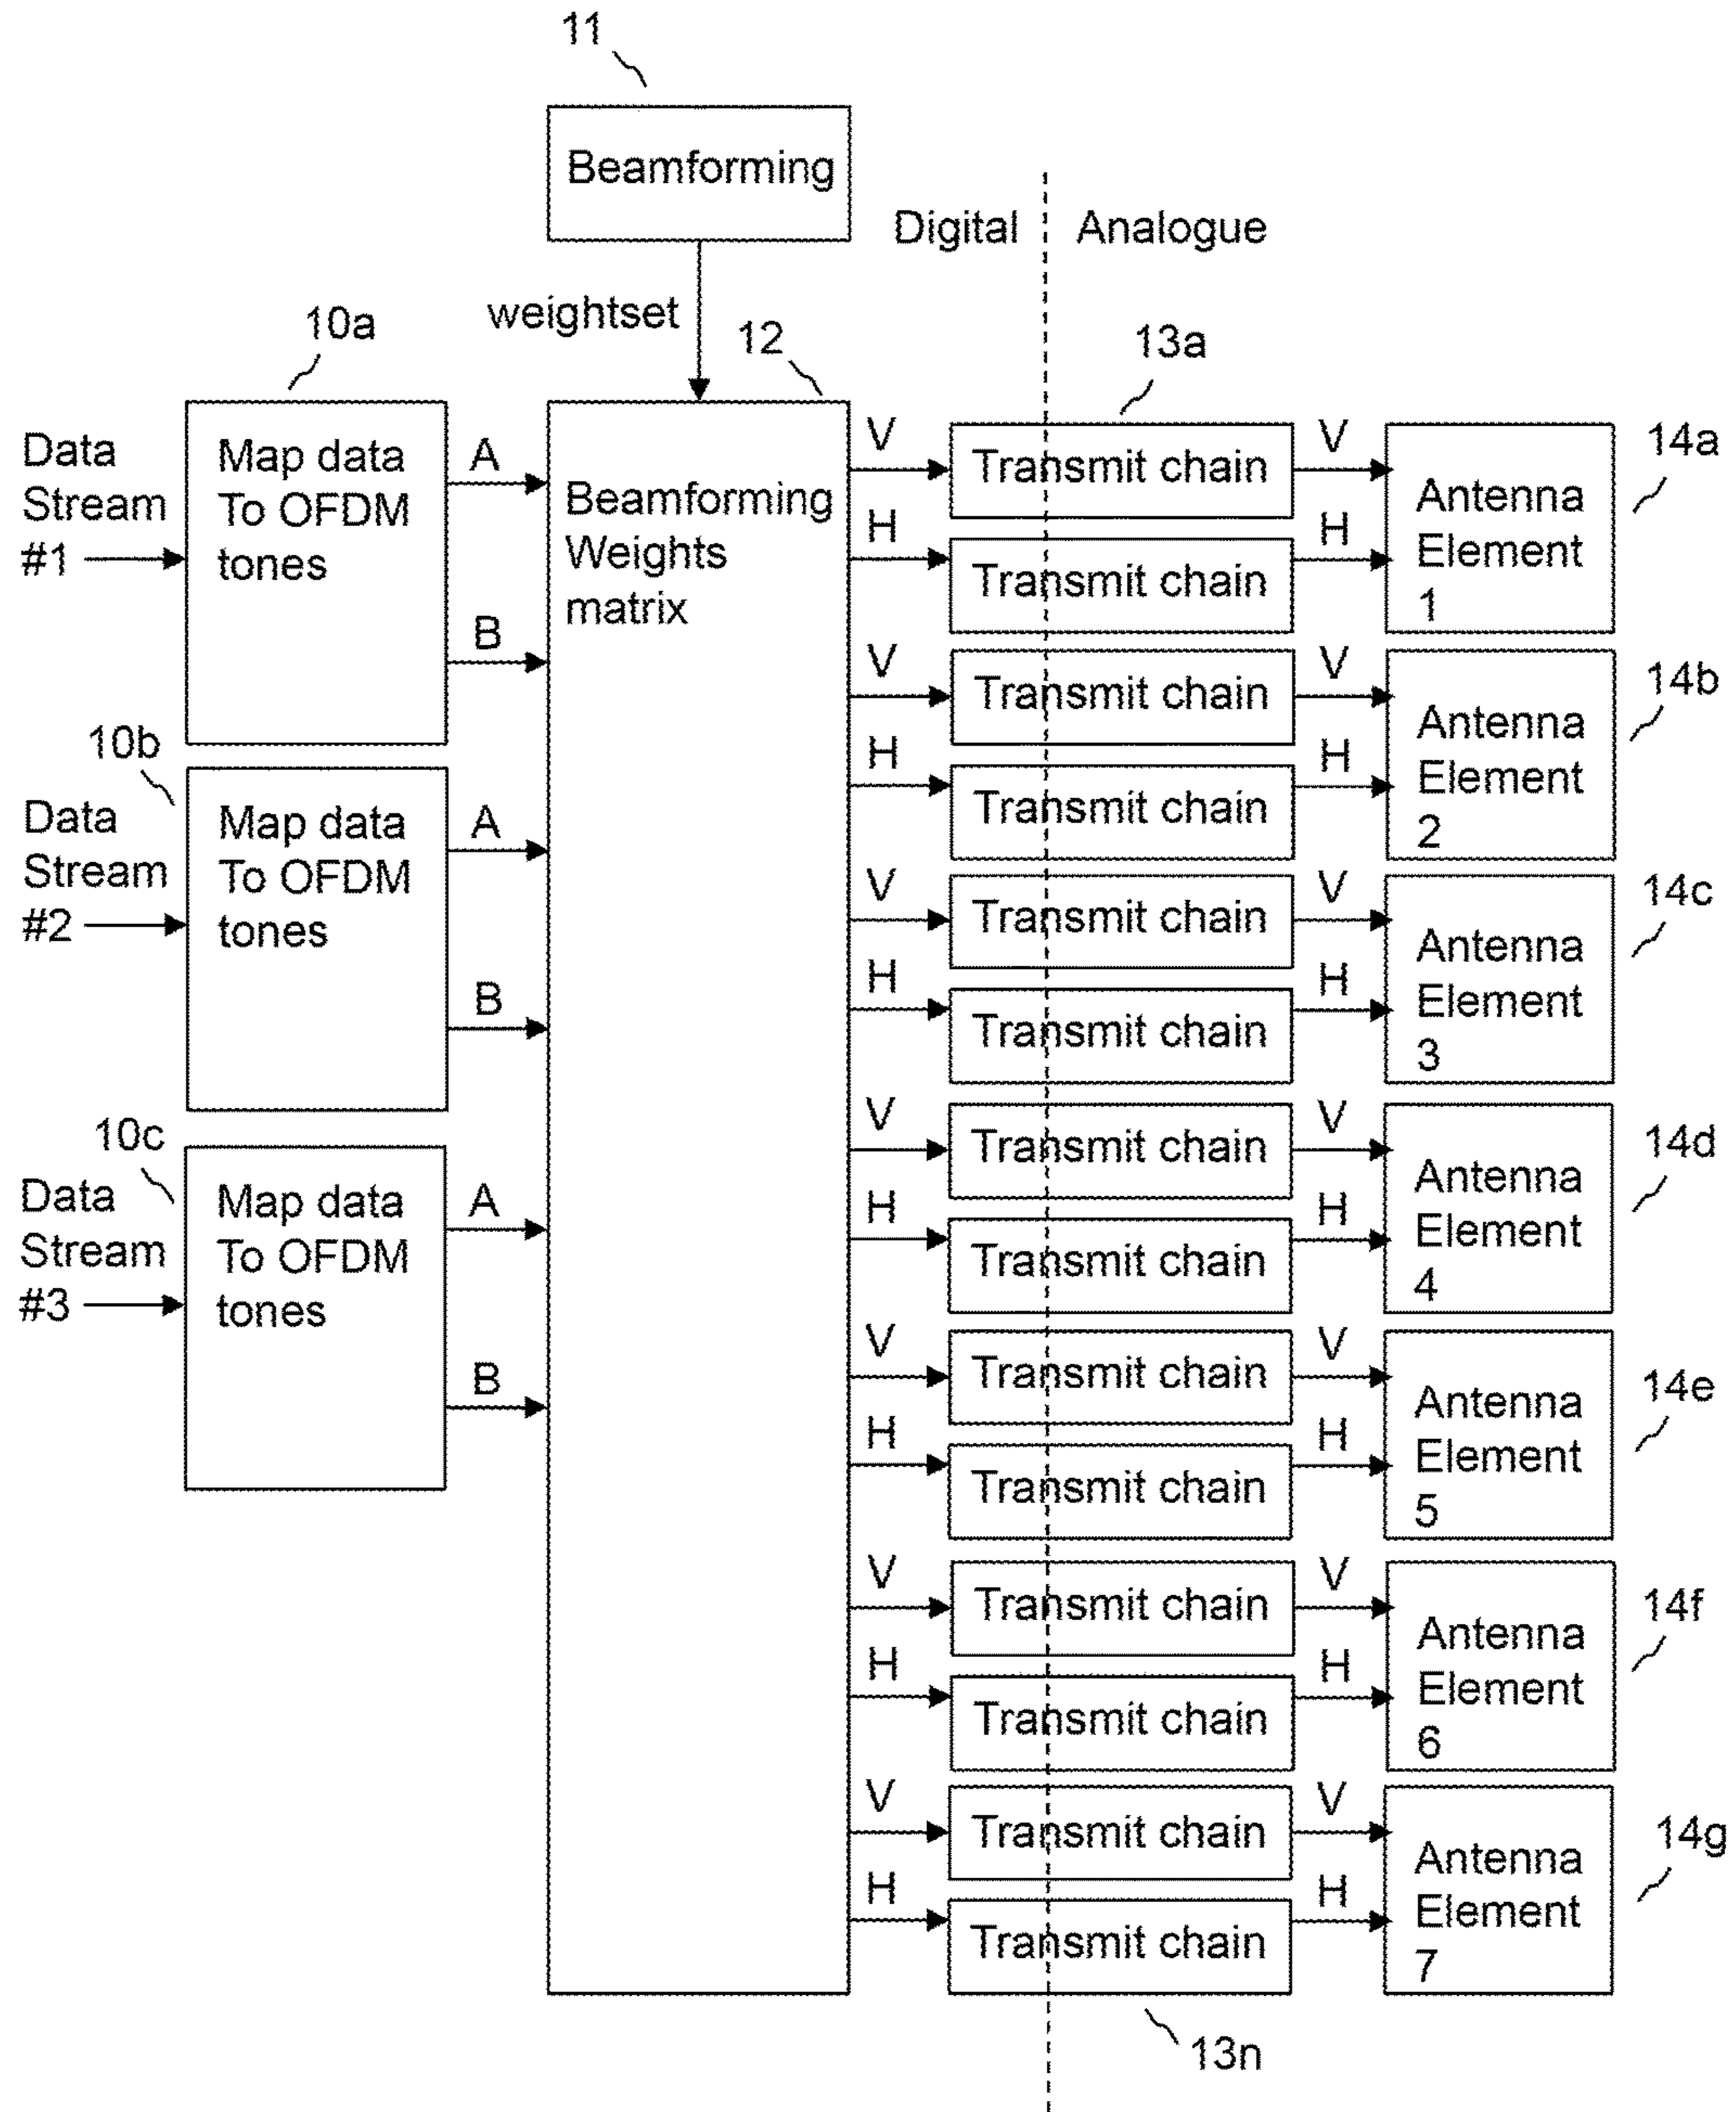 11
Beamforming
Digital
Analogue
weightset
10a
12
13a
Data
Stream
#1
Map data
To OFDM
tones
A
B
10b
Data
Stream
#2
Map data
To OFDM
tones
A
B
10c
Data
Stream
#3
Map data
To OFDM
tones
A
B
Beamforming
Weights
matrix
V
Transmit chain
V
H
Transmit chain
H
Antenna
Element
1
14a
V
Transmit chain
V
H
Transmit chain
H
Antenna
Element
2
14b
V
Transmit chain
V
H
Transmit chain
H
Antenna
Element
3
14c
V
Transmit chain
V
H
Transmit chain
H
Antenna
Element
4
14d
V
Transmit chain
V
H
Transmit chain
H
Antenna
Element
5
14e
V
Transmit chain
V
H
Transmit chain
H
Antenna
Element
6
14f
V
Transmit chain
V
H
Transmit chain
H
Antenna
Element
7
14g
13n